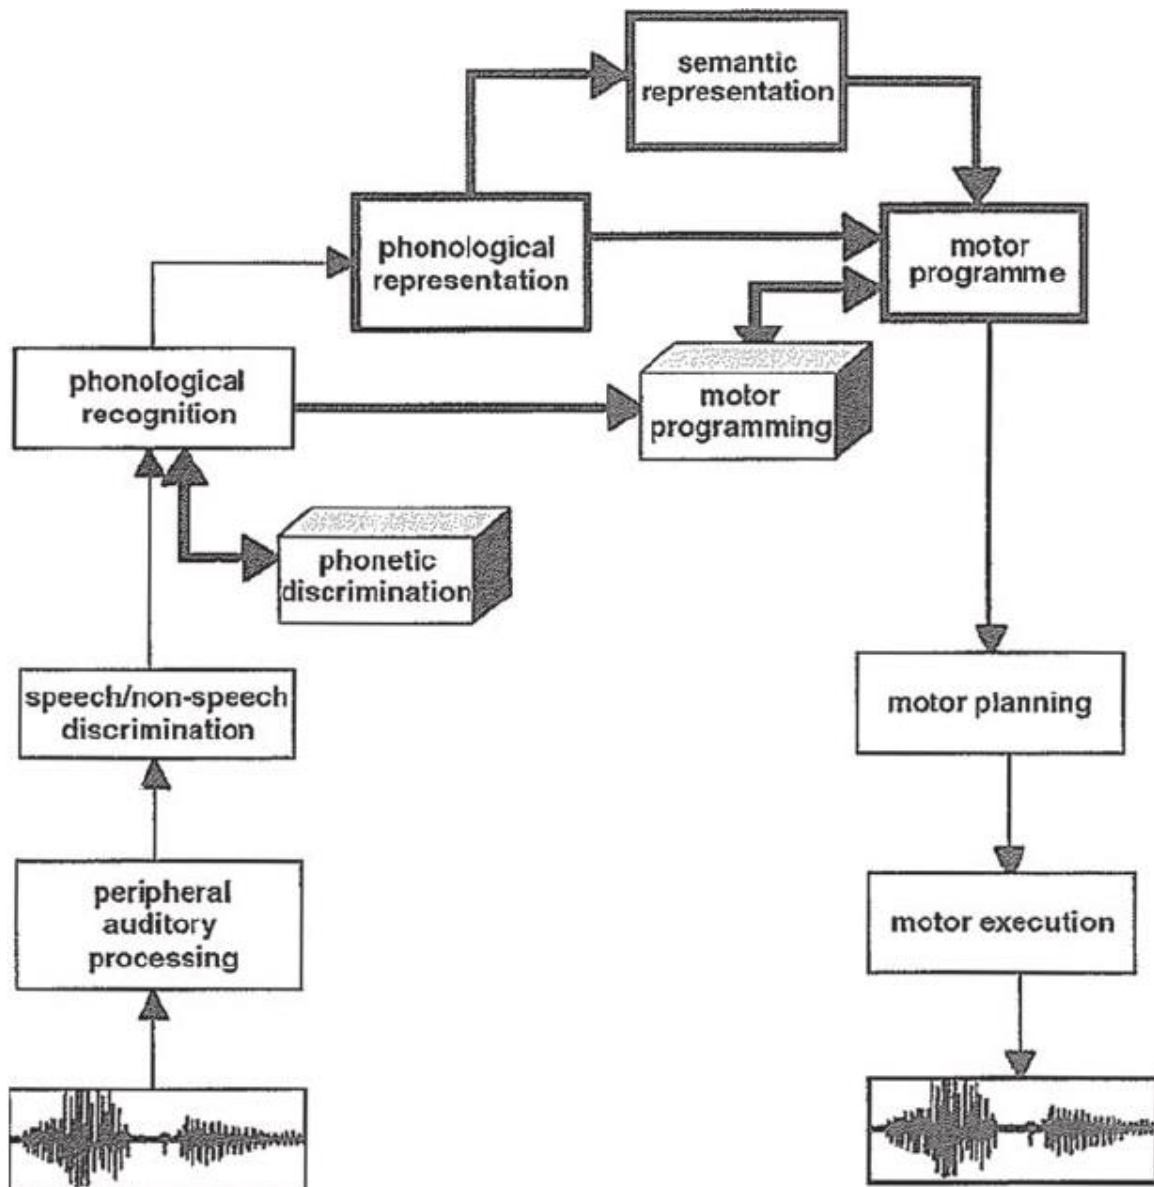 semantic
representation
phonological
representation
motor
programme
phonological
recognition
motor
programming
phonetic
discrimination
speech/non-speech
discrimination
motor planning
peripheral
auditory
processing
motor execution